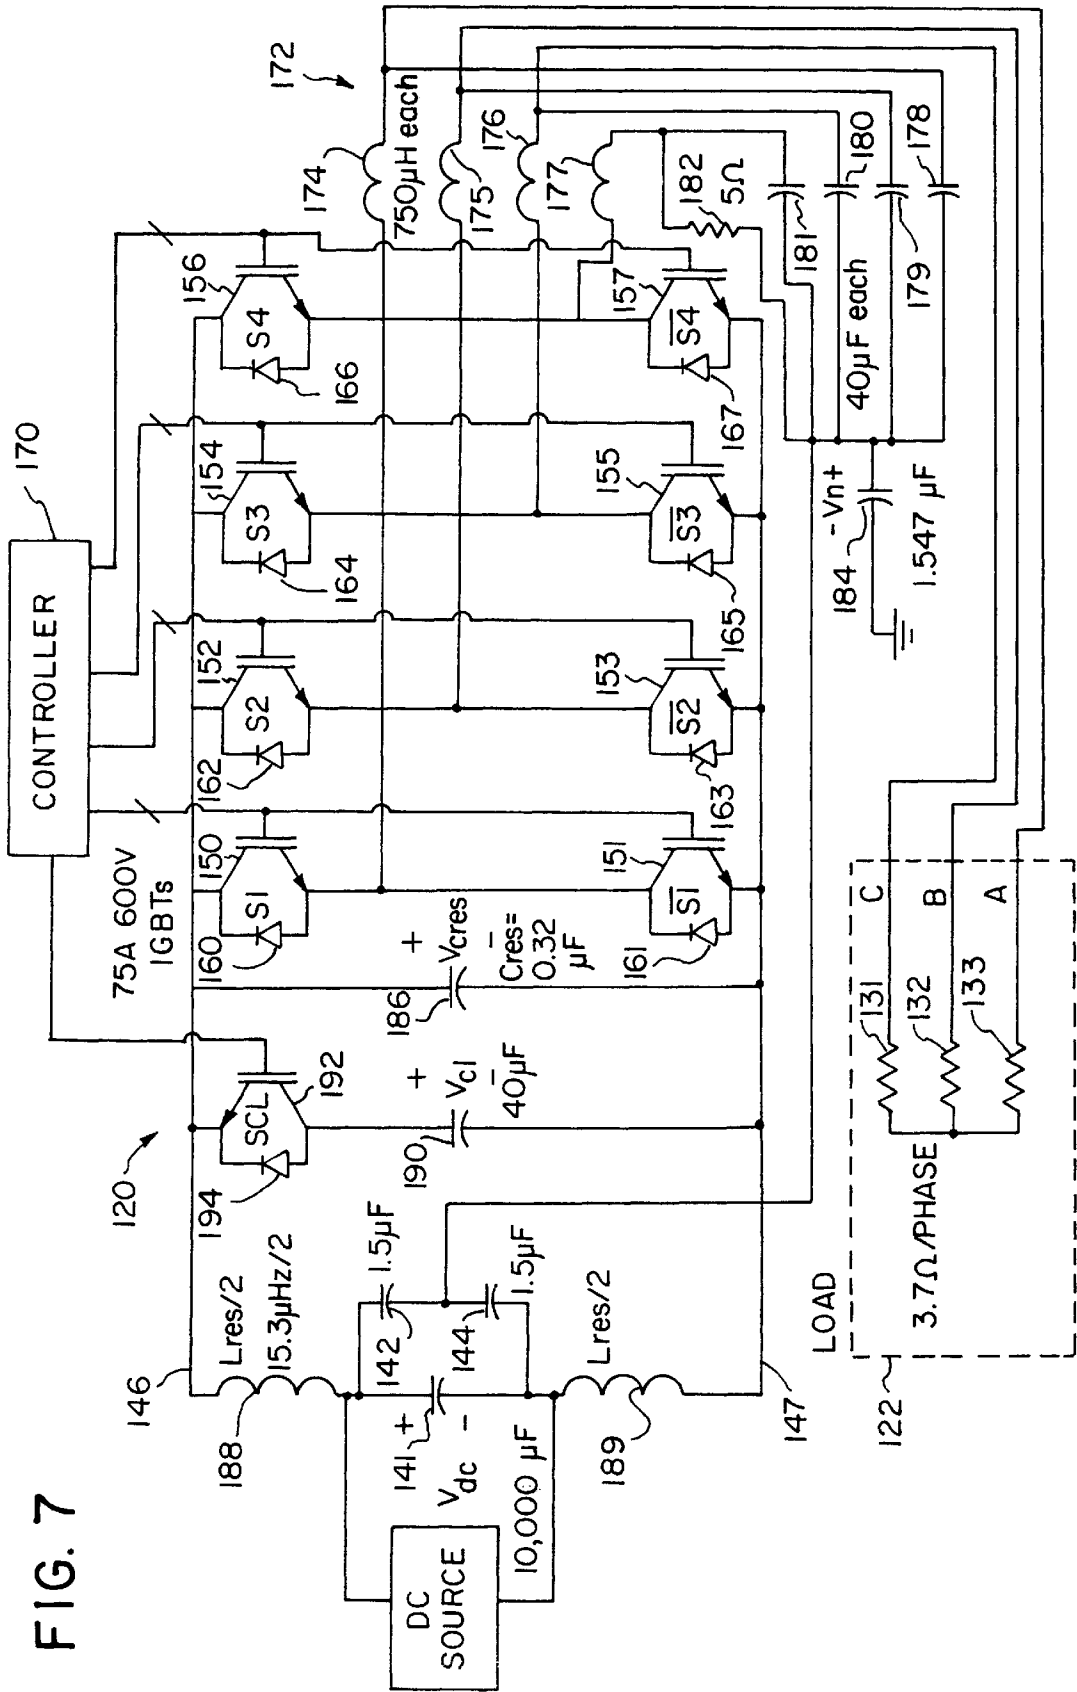 FIG. 7
120
CONTROLLER
170
75A 600V
IGBTs
172
146
Lres/2
15.3µHz/2
188
194
SCL
192
160
S1
150
162
S2
152
164
S3
154
166
S4
156
174
750µH each
175
176
177
182
5Ω
DC
SOURCE
141
+
Vdc
-
10,000 µF
142
1.5µF
144
1.5µF
Lres/2
189
147
190
+
Vcl
-
40µF
186
+
Vcres
-
Cres=
0.32
µF
161
S̅1̅
151
163
S̅2̅
153
165
S̅3̅
155
167
S̅4̅
157
181
180
179
178
40µF each
-Vn+
184
1.547 µF
LOAD
122
3.7Ω/PHASE
131
132
133
C
B
A